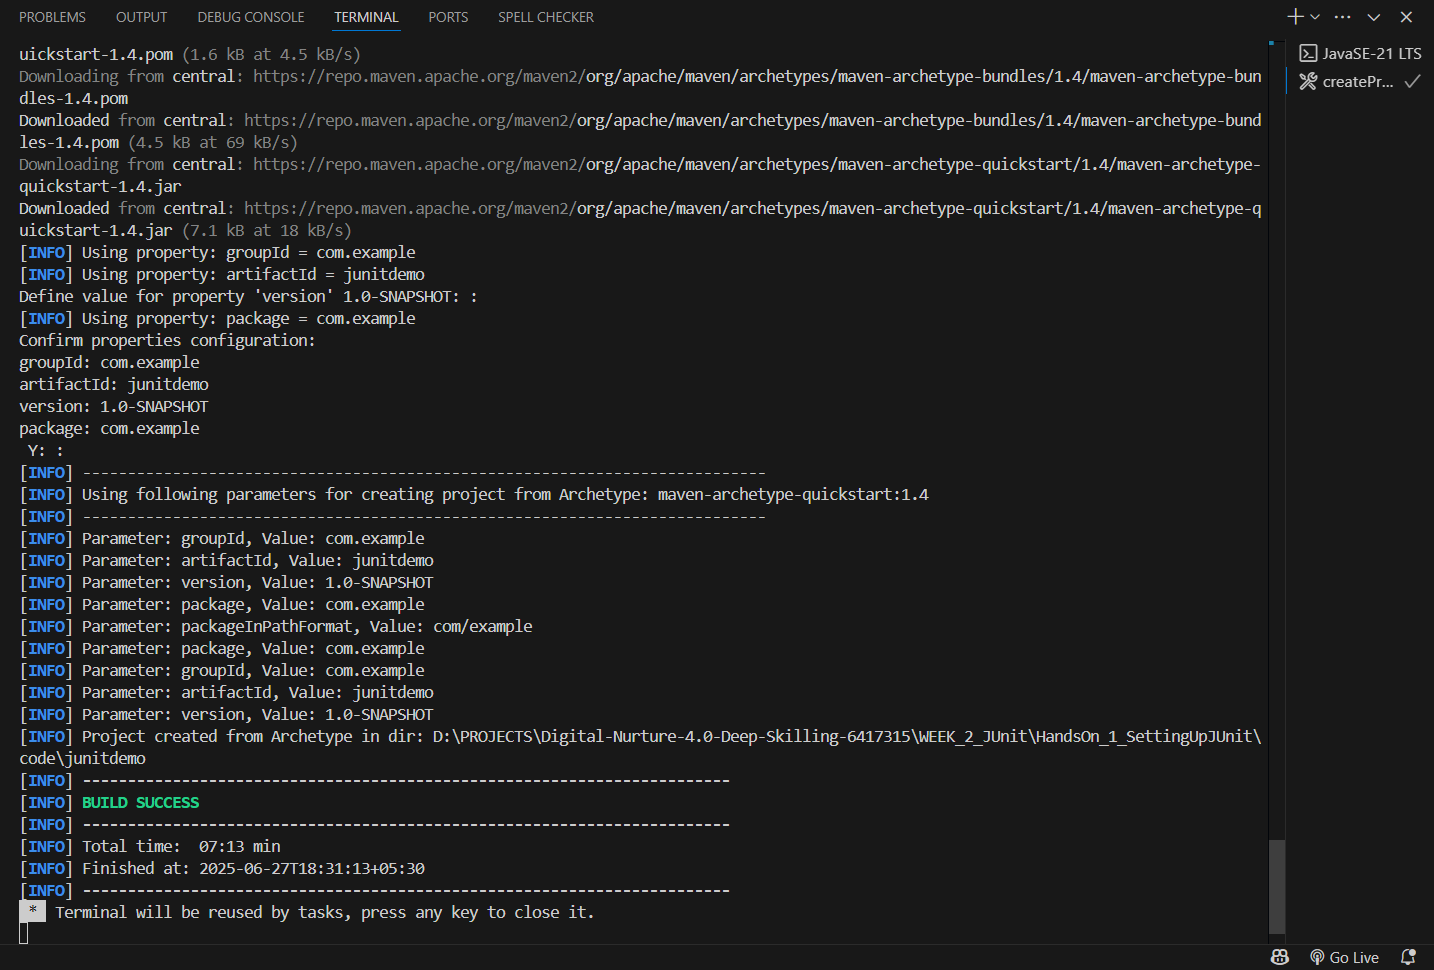 PROBLEMS OUTPUT DEBUG CONSOLE TERMINAL PORTS SPELL CHECKER
uickstart-1.4.pom (1.6 kB at 4.5 kB/s)
Downloading from central: https://repo.maven.apache.org/maven2/org/apache/maven/archetypes/maven-archetype-bundles/1.4/maven-archetype-bun
dles-1.4.pom
Downloaded from central: https://repo.maven.apache.org/maven2/org/apache/maven/archetypes/maven-archetype-bundles/1.4/maven-archetype-bund
les-1.4.pom (4.5 kB at 69 kB/s)
Downloading from central: https://repo.maven.apache.org/maven2/org/apache/maven/archetypes/maven-archetype-quickstart/1.4/maven-archetype-
quickstart-1.4.jar
Downloaded from central: https://repo.maven.apache.org/maven2/org/apache/maven/archetypes/maven-archetype-quickstart/1.4/maven-archetype-q
uickstart-1.4.jar (7.1 kB at 18 kB/s)
[INFO] Using property: groupId = com.example
[INFO] Using property: artifactId = junitdemo
Define value for property 'version' 1.0-SNAPSHOT: :
[INFO] Using property: package = com.example
Confirm properties configuration:
groupId: com.example
artifactId: junitdemo
version: 1.0-SNAPSHOT
package: com.example
Y: :
[INFO] ----------------------------------------------------------------------------
[INFO] Using following parameters for creating project from Archetype: maven-archetype-quickstart:1.4
[INFO] ----------------------------------------------------------------------------
[INFO] Parameter: groupId, Value: com.example
[INFO] Parameter: artifactId, Value: junitdemo
[INFO] Parameter: version, Value: 1.0-SNAPSHOT
[INFO] Parameter: package, Value: com.example
[INFO] Parameter: packageInPathFormat, Value: com/example
[INFO] Parameter: package, Value: com.example
[INFO] Parameter: groupId, Value: com.example
[INFO] Parameter: artifactId, Value: junitdemo
[INFO] Parameter: version, Value: 1.0-SNAPSHOT
[INFO] Project created from Archetype in dir: D:\PROJECTS\Digital-Nurture-4.0-Deep-Skilling-6417315\WEEK_2_JUnit\HandsOn_1_SettingUpJUnit\
code\junitdemo
[INFO] ------------------------------------------------------------------------
[INFO] BUILD SUCCESS
[INFO] ------------------------------------------------------------------------
[INFO] Total time:  07:13 min
[INFO] Finished at: 2025-06-27T18:31:13+05:30
[INFO] ------------------------------------------------------------------------
* Terminal will be reused by tasks, press any key to close it.
JavaSE-21 LTS
createPr...
Go Live